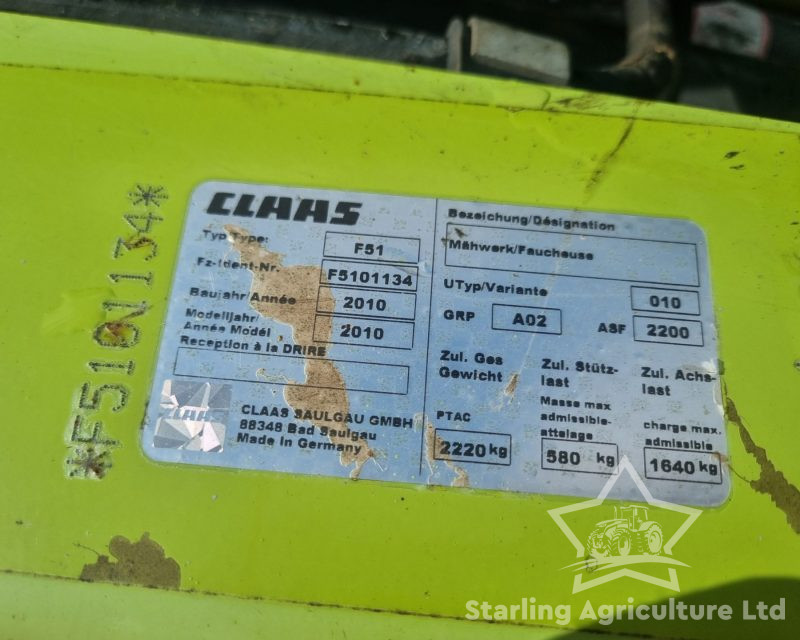 *F5101134*
CLAAS
Typ Type: F51
Fz-Ident-Nr. F5101134
Baujahr/Année 2010
Modelljahr/
Année Modèl 2010
Reception à la DRIRE
CLAAS
CLAAS SAULGAU GMBH
88348 Bad Saulgau
Made in Germany
Bezeichung/Désignation
Mähwerk/Faucheuse
UTyp/Variante 010
GRP A02 ASF 2200
Zul. Ges
Gewicht
PTAC
2220 kg
Zul. Stütz-
last
Masse max
admissible-
attelage
580 kg
Zul. Achs-
last
charge max.
admissible
1640 kg
Starling Agriculture Ltd